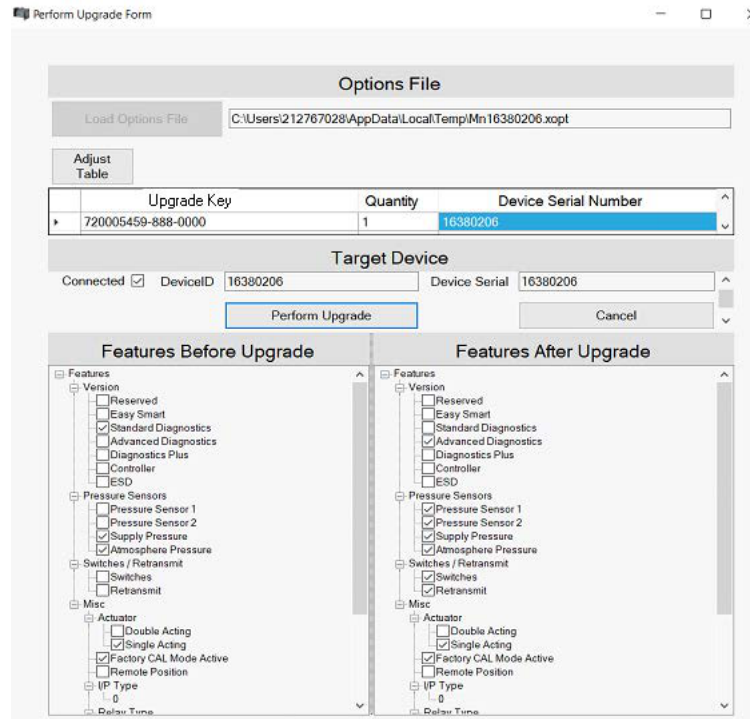 Perform Upgrade Form
Options File
Load Options File C:\Users\212767028\AppData\Local\Temp\Mn16380206.xopt
Adjust
Table
Upgrade Key Quantity Device Serial Number
720005459-888-0000 1 16380206
Target Device
Connected DeviceID 16380206 Device Serial 16380206
Perform Upgrade Cancel
Features Before Upgrade
Features
Version
Reserved
Easy Smart
Standard Diagnostics
Advanced Diagnostics
Diagnostics Plus
Controller
ESD
Pressure Sensors
Pressure Sensor 1
Pressure Sensor 2
Supply Pressure
Atmosphere Pressure
Switches / Retransmit
Switches
Retransmit
Misc
Actuator
Double Acting
Single Acting
Factory CAL Mode Active
Remote Position
I/P Type
0
Relay Type
Features After Upgrade
Features
Version
Reserved
Easy Smart
Standard Diagnostics
Advanced Diagnostics
Diagnostics Plus
Controller
ESD
Pressure Sensors
Pressure Sensor 1
Pressure Sensor 2
Supply Pressure
Atmosphere Pressure
Switches / Retransmit
Switches
Retransmit
Misc
Actuator
Double Acting
Single Acting
Factory CAL Mode Active
Remote Position
I/P Type
0
Relay Type